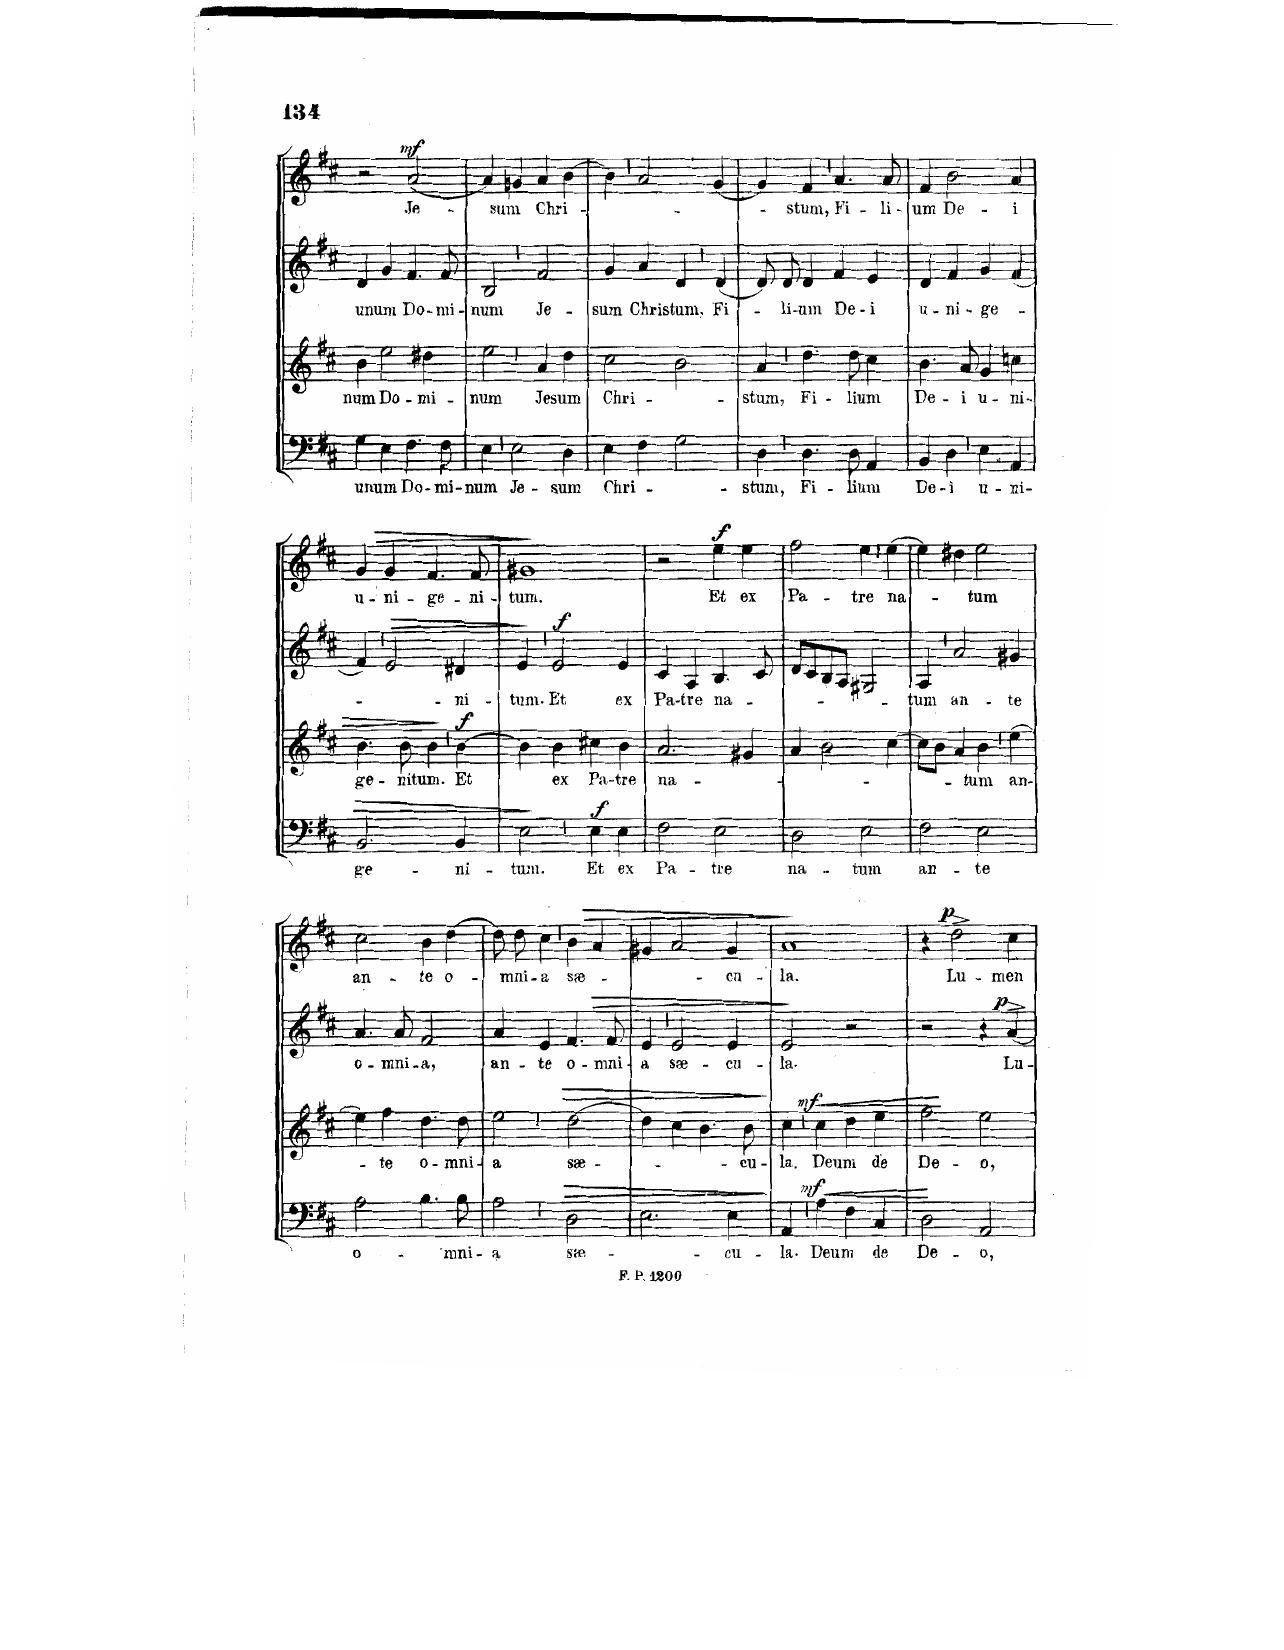 134
mf
Je - sum Chri - - - stum, Fi - li - um De - i
unum Do - mi - num Je - sum Christum, Fi - li-um De - i u - ni - ge -
num Do - mi - num Jesum Chri - - stum, Fi - lium De - i u - ni -
unum Do - mi - num Je - sum Chri - - stum, Fi - lium De - i u - ni -
f
u - ni - ge - ni - tum. Et ex Pa - tre na - - tum
f
- - ni - tum. Et ex Pa-tre na - - - tum an - te
f
ge - nitum. Et ex Pa-tre na - - - tum an-
f
ge - ni - tum. Et ex Pa - tre na - tum an - te
p
an - te o - mni - a sæ - - cu - la. Lu - men
p
o - mni - a, an - te o - mni - a sæ - cu - la. Lu -
mf
- te o - mni - a sæ - - - cu - la. Deum de De - o,
mf
o - mni - a sæ - - cu - la. Deum de De - o,
F. P. 1200